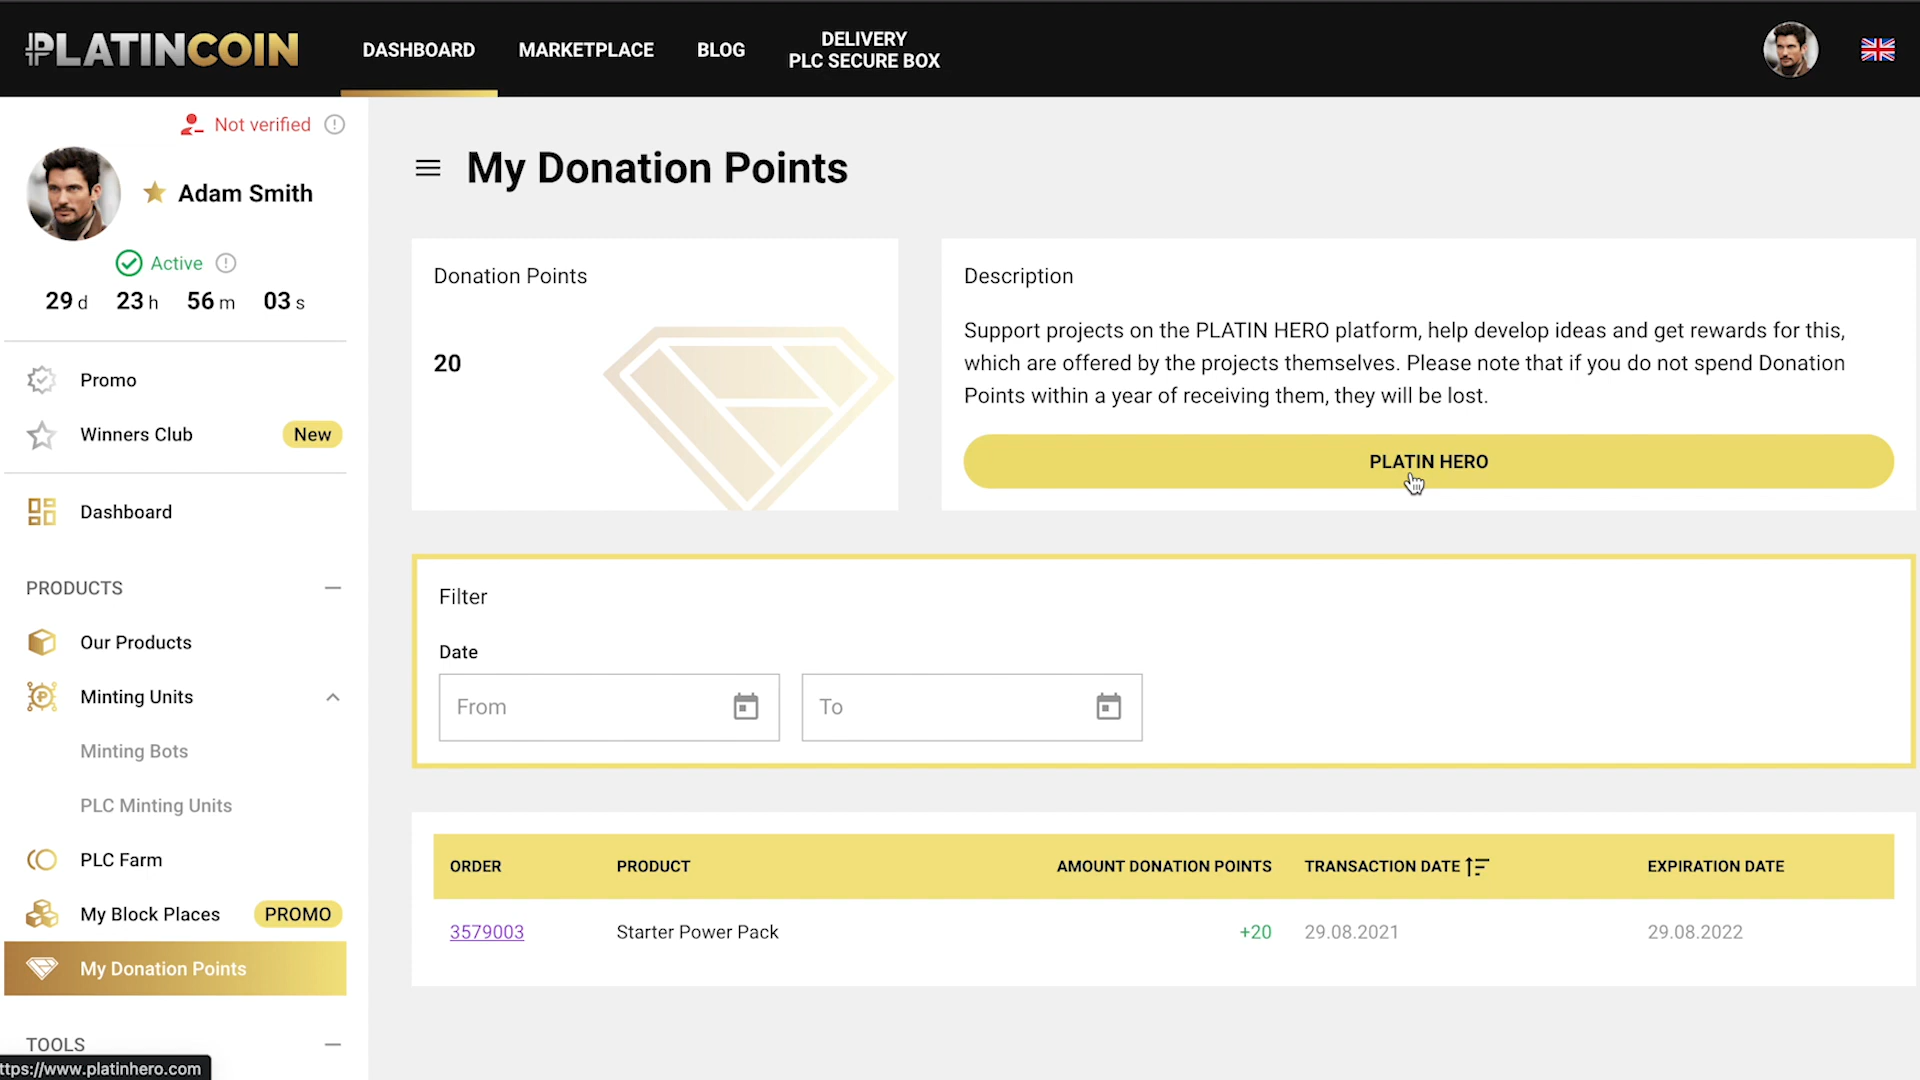 PLATINCOIN
DASHBOARD
MARKETPLACE
BLOG
DELIVERY
PLC SECURE BOX
Not verified
Adam Smith
Active
29 d 23 h 56 m 03 s
Promo
Winners Club New
Dashboard
PRODUCTS
Our Products
Minting Units
Minting Bots
PLC Minting Units
PLC Farm
My Block Places PROMO
My Donation Points
TOOLS
ttps://www.platinhero.com
My Donation Points
Donation Points
20
Description
Support projects on the PLATIN HERO platform, help develop ideas and get rewards for this,
which are offered by the projects themselves. Please note that if you do not spend Donation
Points within a year of receiving them, they will be lost.
PLATIN HERO
Filter
Date
From
To
ORDER PRODUCT AMOUNT DONATION POINTS TRANSACTION DATE EXPIRATION DATE
3579003 Starter Power Pack +20 29.08.2021 29.08.2022